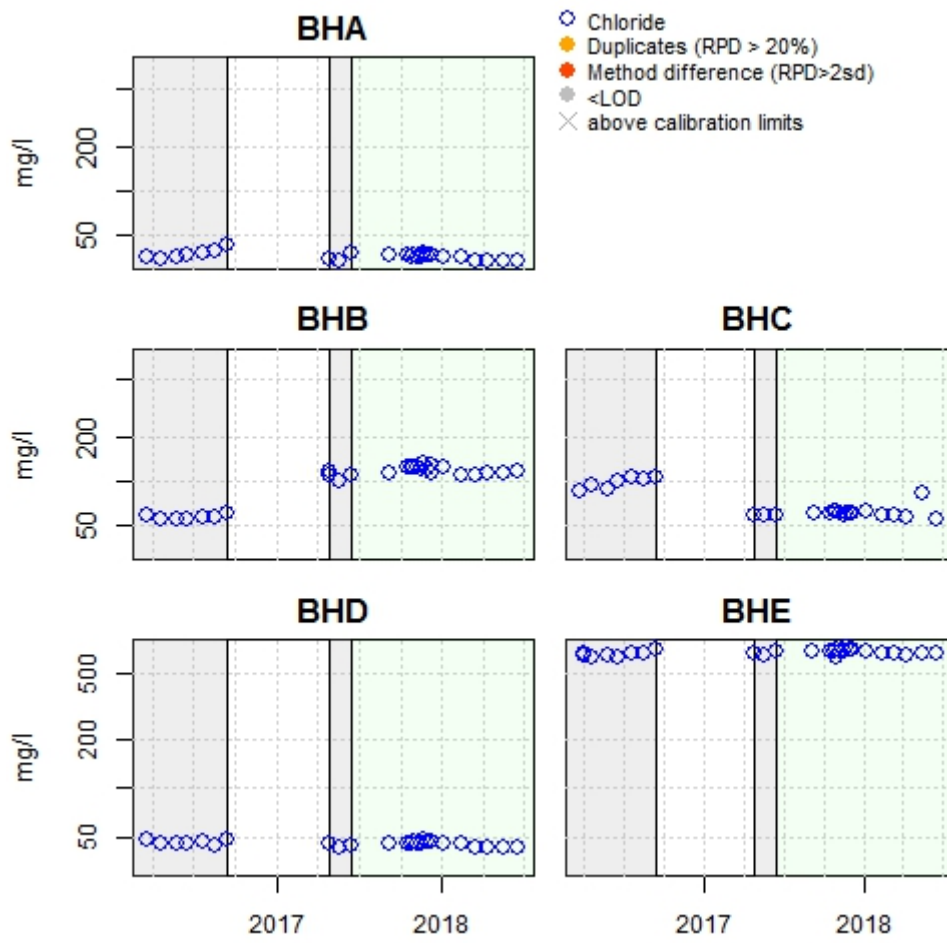 BHA
Chloride
Duplicates (RPD > 20%)
Method difference (RPD>2sd)
<LOD
above calibration limits
mg/l
200
50
BHB
BHC
mg/l
200
50
BHD
BHE
mg/l
500
200
50
2017
2018
2017
2018